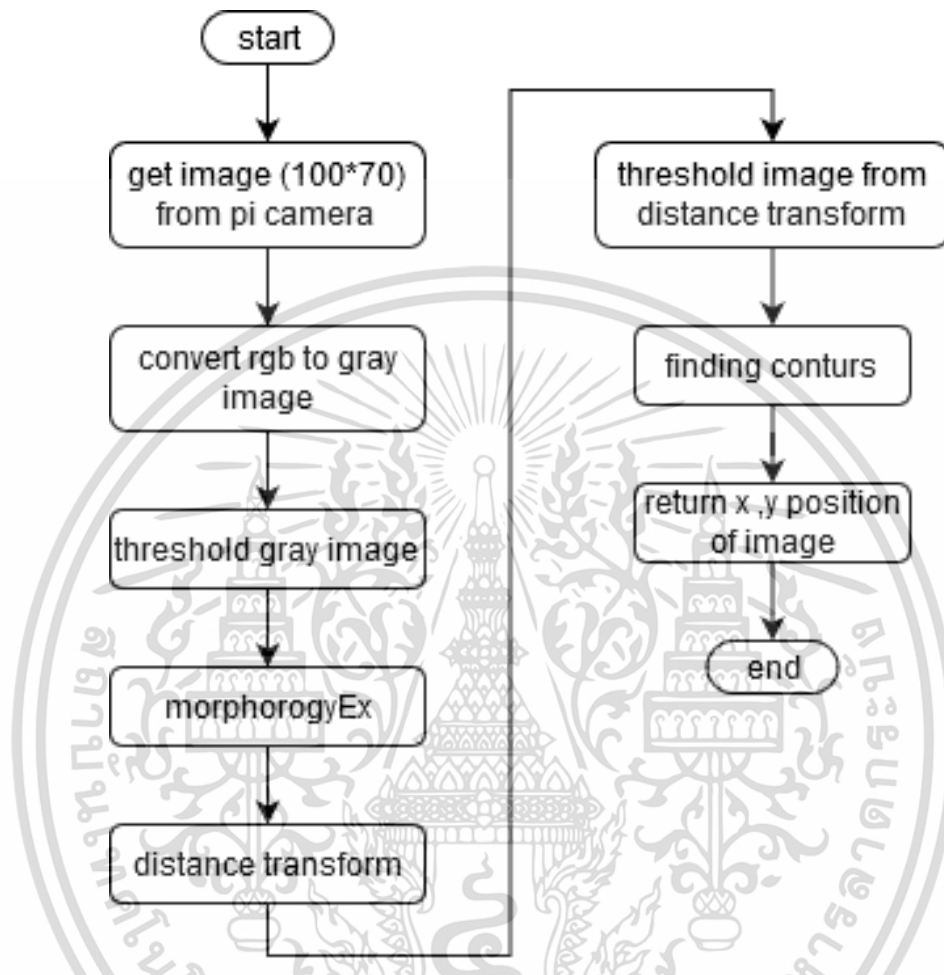 start
get image (100*70)
from pi camera
convert rgb to gray
image
threshold gray image
morphorogyEx
distance transform
threshold image from
distance transform
finding conturs
return x ,y position
of image
end